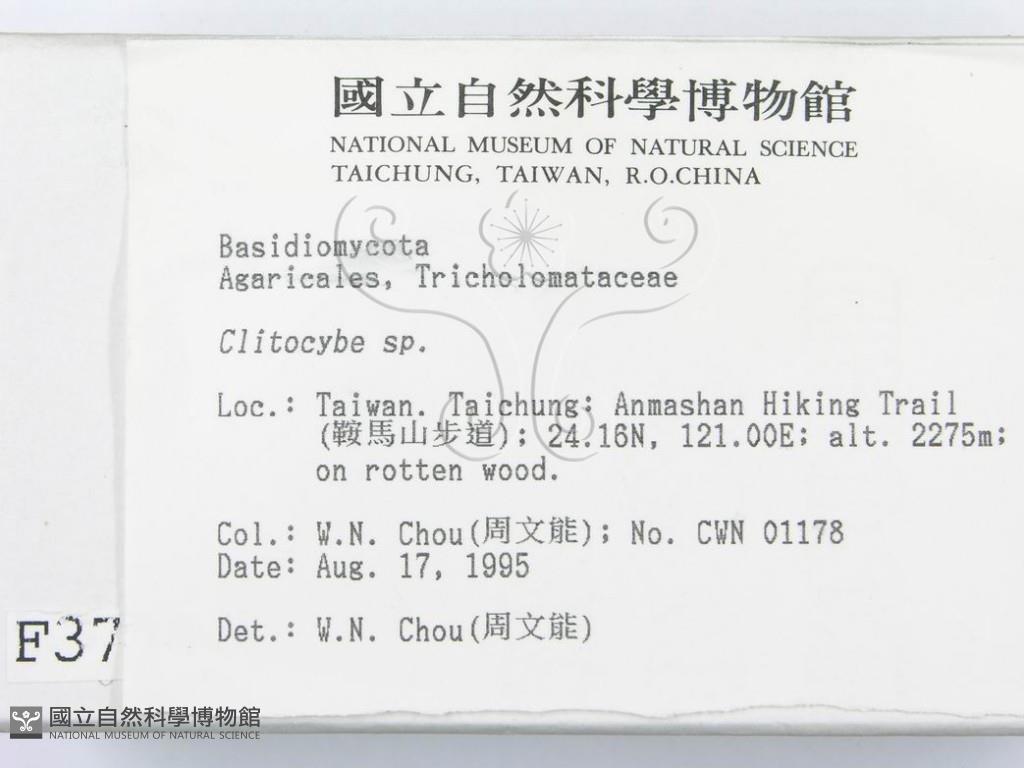 國立自然科學博物館
NATIONAL MUSEUM OF NATURAL SCIENCE
TAICHUNG, TAIWAN, R.O.CHINA
Basidiomycota
Agaricales, Tricholomataceae
Clitocybe sp.
Loc.: Taiwan. Taichung: Anmashan Hiking Trail
(鞍馬山步道); 24.16N, 121.00E; alt. 2275m;
on rotten wood.
Col.: W.N. Chou(周文能); No. CWN 01178
Date: Aug. 17, 1995
Det.: W.N. Chou(周文能)
F37
國立自然科學博物館
NATIONAL MUSEUM OF NATURAL SCIENCE